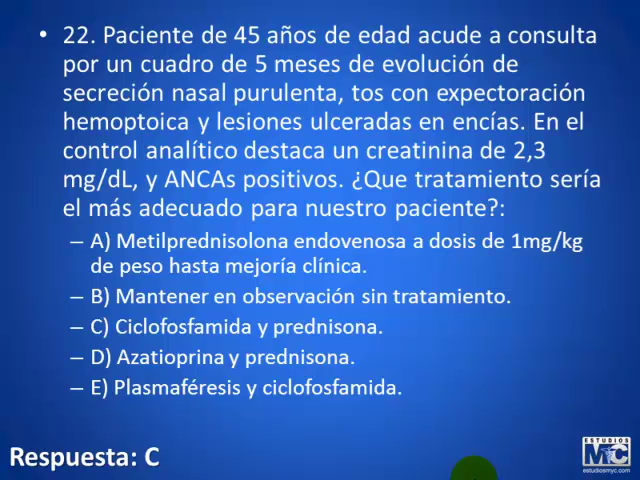 • 22. Paciente de 45 años de edad acude a consulta
por un cuadro de 5 meses de evolución de
secreción nasal purulenta, tos con expectoración
hemoptoica y lesiones ulceradas en encías. En el
control analítico destaca un creatinina de 2,3
mg/dL, y ANCAs positivos. ¿Que tratamiento sería
el más adecuado para nuestro paciente?:
– A) Metilprednisolona endovenosa a dosis de 1mg/kg
de peso hasta mejoría clínica.
– B) Mantener en observación sin tratamiento.
– C) Ciclofosfamida y prednisona.
– D) Azatioprina y prednisona.
– E) Plasmaféresis y ciclofosfamida.
Respuesta: C
ESTUDIOS
MyC
estudiosmyc.com